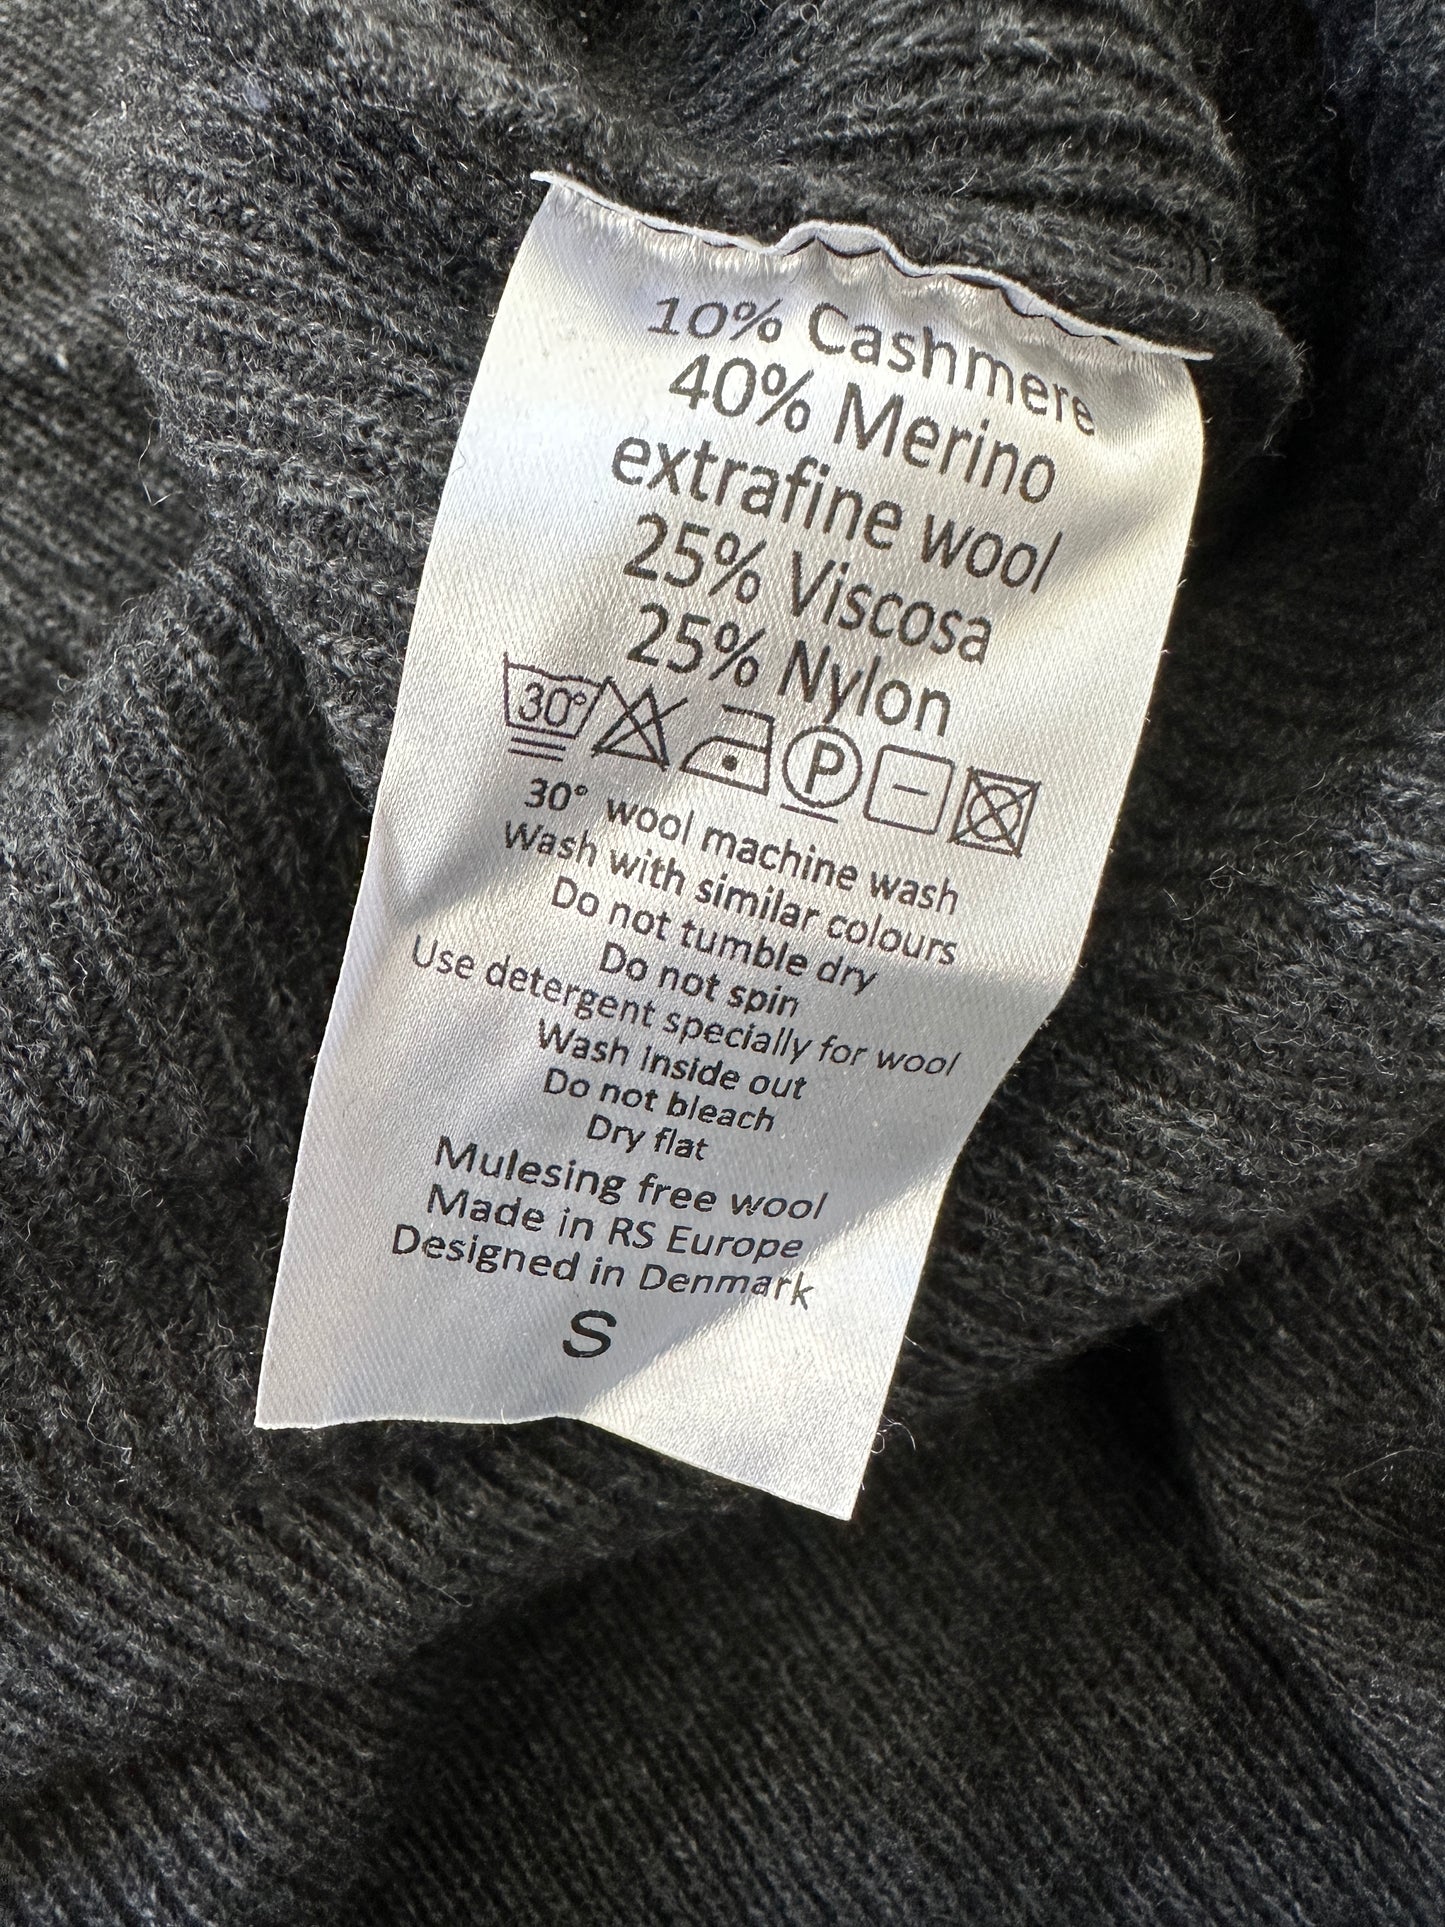 10% Cashmere
40% Merino
extrafine wool
25% Viscosa
25% Nylon
30° P
30° wool machine wash
Wash with similar colours
Do not tumble dry
Do not spin
Use detergent specially for wool
Wash inside out
Do not bleach
Dry flat
Mulesing free wool
Made in RS Europe
Designed in Denmark
S